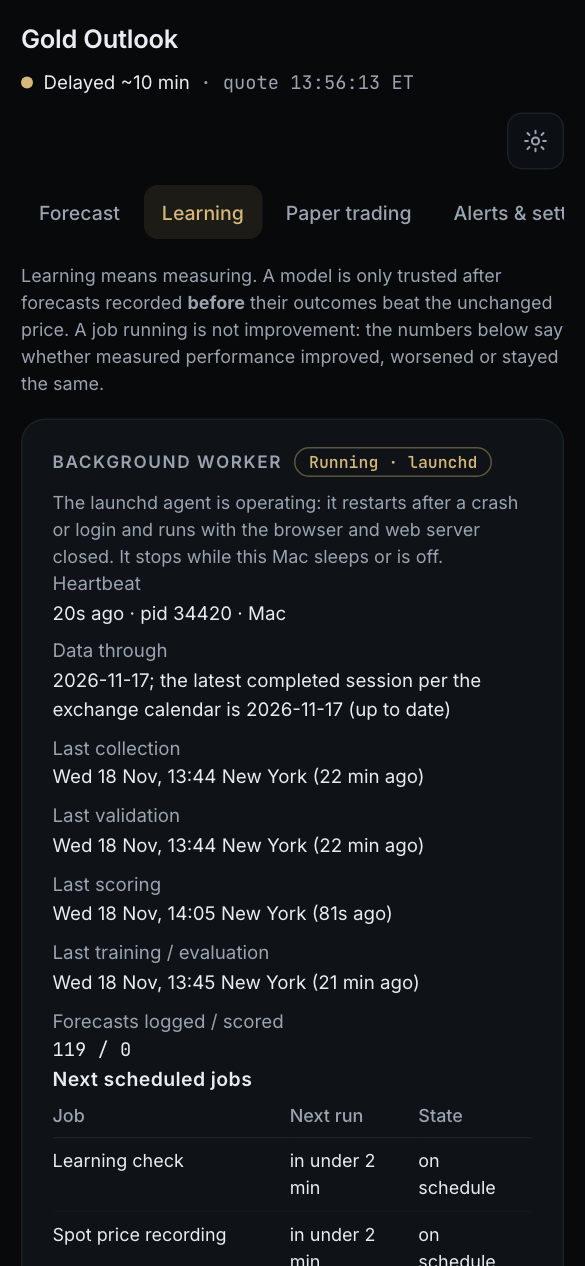 Gold Outlook
Delayed ~10 min · quote 13:56:13 ET
Forecast Learning Paper trading Alerts & sett
Learning means measuring. A model is only trusted after
forecasts recorded before their outcomes beat the unchanged
price. A job running is not improvement: the numbers below say
whether measured performance improved, worsened or stayed
the same.
BACKGROUND WORKER Running · launchd
The launchd agent is operating: it restarts after a crash
or login and runs with the browser and web server
closed. It stops while this Mac sleeps or is off.
Heartbeat
20s ago · pid 34420 · Mac
Data through
2026-11-17; the latest completed session per the
exchange calendar is 2026-11-17 (up to date)
Last collection
Wed 18 Nov, 13:44 New York (22 min ago)
Last validation
Wed 18 Nov, 13:44 New York (22 min ago)
Last scoring
Wed 18 Nov, 14:05 New York (81s ago)
Last training / evaluation
Wed 18 Nov, 13:45 New York (21 min ago)
Forecasts logged / scored
119 / 0
Next scheduled jobs
Job Next run State
Learning check in under 2 on
min schedule
Spot price recording in under 2 on
min schedule